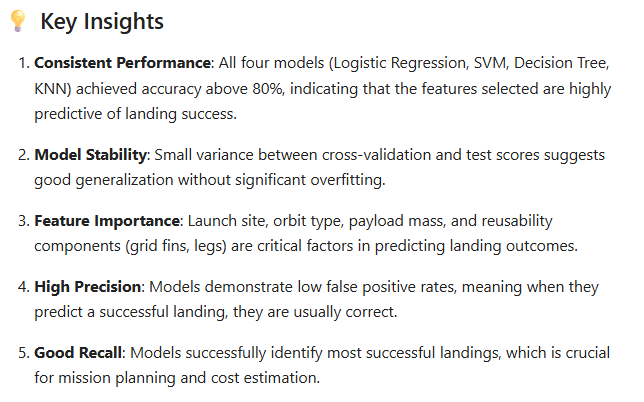 💡 Key Insights
1. Consistent Performance: All four models (Logistic Regression, SVM, Decision Tree,
KNN) achieved accuracy above 80%, indicating that the features selected are highly
predictive of landing success.
2. Model Stability: Small variance between cross-validation and test scores suggests
good generalization without significant overfitting.
3. Feature Importance: Launch site, orbit type, payload mass, and reusability
components (grid fins, legs) are critical factors in predicting landing outcomes.
4. High Precision: Models demonstrate low false positive rates, meaning when they
predict a successful landing, they are usually correct.
5. Good Recall: Models successfully identify most successful landings, which is crucial
for mission planning and cost estimation.